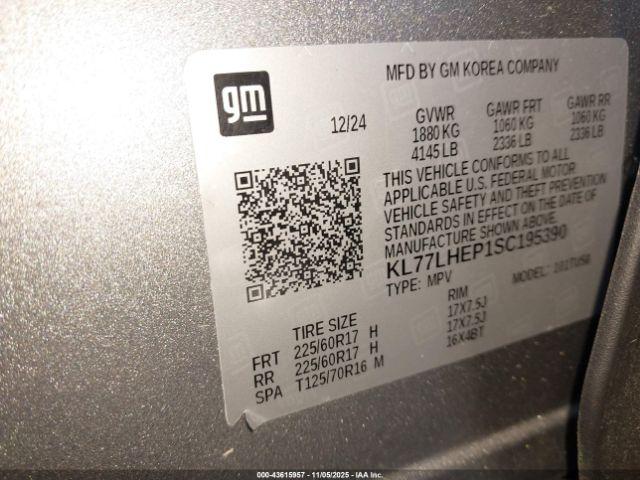 gm
MFD BY GM KOREA COMPANY
12/24
GVWR GAWR FRT GAWR RR
1880 KG 1060 KG 1060 KG
4145 LB 2336 LB 2336 LB
THIS VEHICLE CONFORMS TO ALL
APPLICABLE U.S. FEDERAL MOTOR
VEHICLE SAFETY AND THEFT PREVENTION
STANDARDS IN EFFECT ON THE DATE OF
MANUFACTURE SHOWN ABOVE.
KL77LHEP1SC195390
TYPE: MPV MODEL: 101TU58
TIRE SIZE RIM
FRT 225/60R17 H 17X7.5J
RR 225/60R17 H 17X7.5J
SPA T125/70R16 M 16X4BT
000-43615957 - 11/05/2025 - IAA Inc.